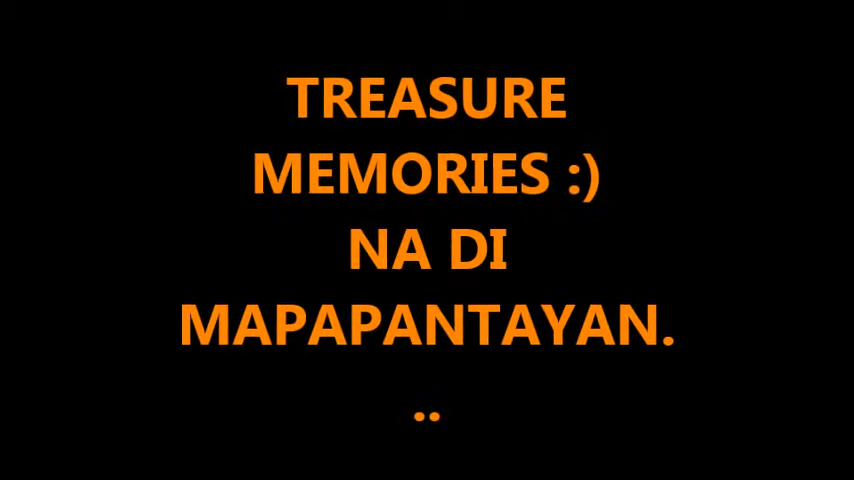 TREASURE
MEMORIES :)
NA DI
MAPAPANTAYAN.
..